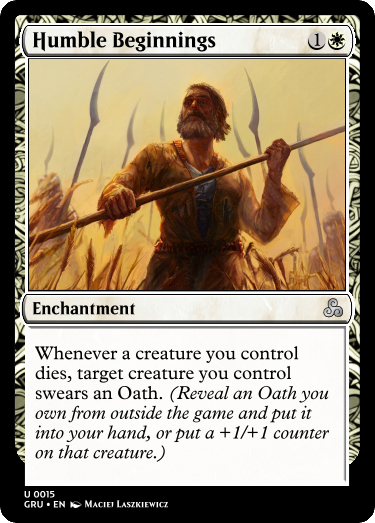 Humble Beginnings 1
Enchantment
Whenever a creature you control
dies, target creature you control
swears an Oath. (Reveal an Oath you
own from outside the game and put it
into your hand, or put a +1/+1 counter
on that creature.)
U 0015
GRU • EN Maciej Laszkiewicz